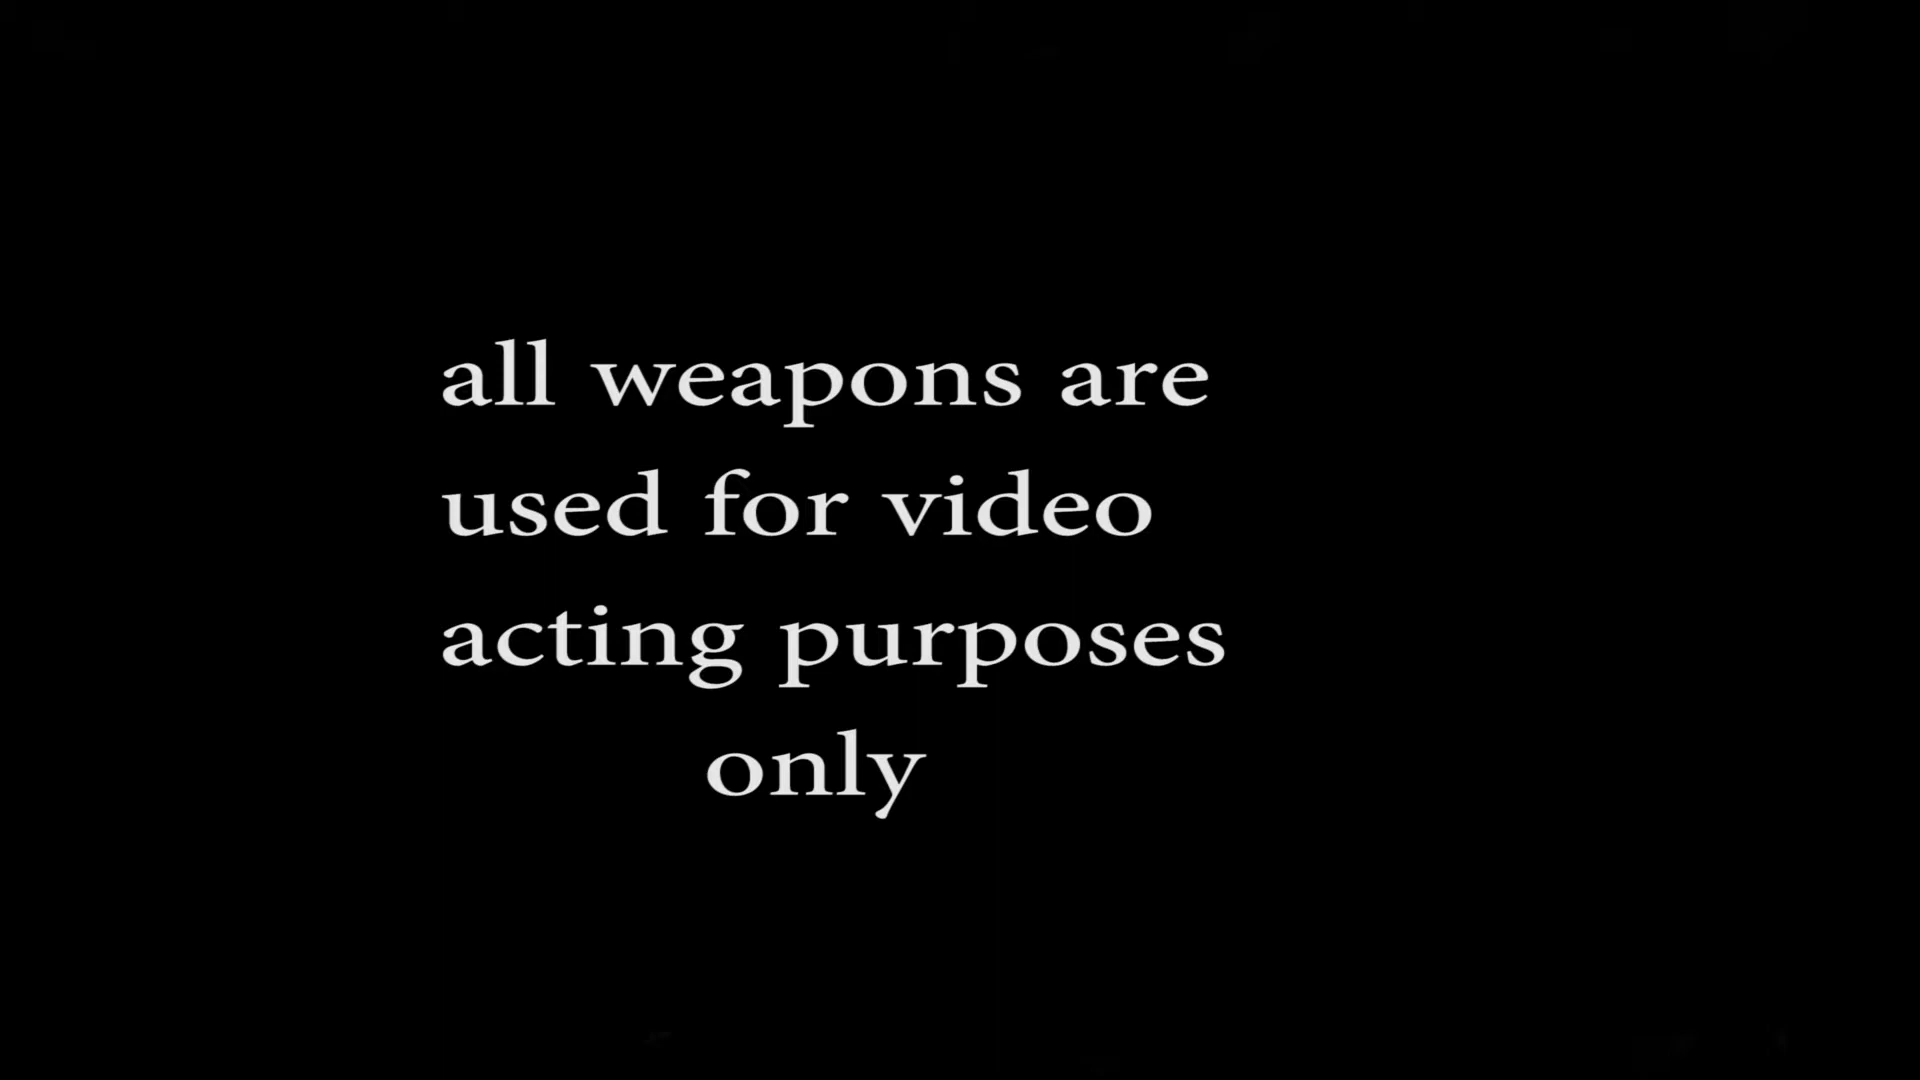 all weapons are
used for video
acting purposes
only